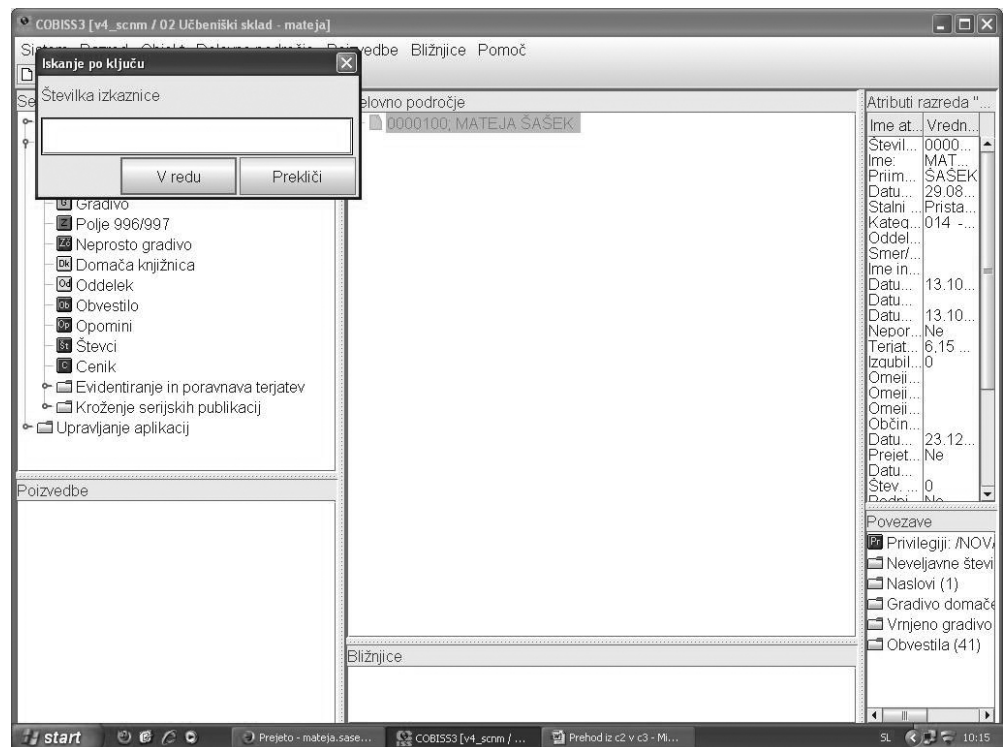 COBISS3 [v4_scnm / 02 Učbeniški sklad - mateja]
Bližnjice Pomoč
Iskanje po ključu
Številka izkaznice
V redu Prekliči
Gradivo
Polje 996/997
Neprosto gradivo
Domača knjižnica
Oddelek
Obvestilo
Opomini
Števci
Cenik
Evidentiranje in poravnava terjatev
Kroženje serijskih publikacij
Upravljanje aplikacij
Poizvedbe
elovno področje
0000100; MATEJA ŠAŠEK
Bližnjice
Atributi razreda "...
Ime at... Vredn...
Števil... 0000...
Ime: MAT...
Priim... ŠAŠEK
Datu... 29.08...
Stalni ... Prista...
Kateg... 014 -...
Oddel...
Smer/...
Ime in...
Datu... 13.10...
Datu...
Datu... 13.10...
Nepor... Ne
Terjat... 6,15 ...
Izgubil... 0
Omeji...
Omeji...
Omeji...
Občin...
Datu... 23.12...
Prejet... Ne
Datu...
Štev. ... 0
Povezave
Privilegiji: /NOVA
Neveljavne števi
Naslovi (1)
Gradivo domače
Vrnjeno gradivo
Obvestila (41)
start Prejeto - mateja.sase... COBISS3 [v4_scnm / ... Prehod iz c2 v c3 - Mi... SL 10:15